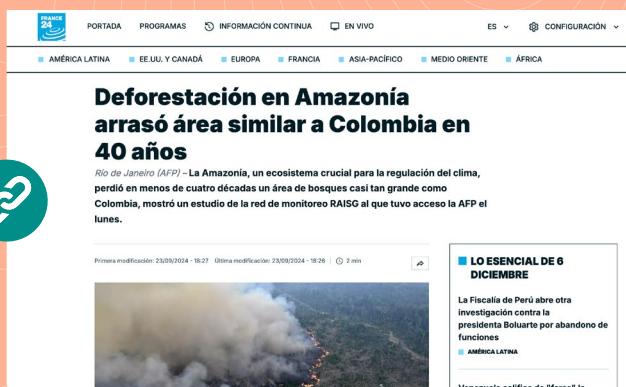 FRANCE
24
PORTADA PROGRAMAS INFORMACIÓN CONTINUA EN VIVO ES CONFIGURACIÓN
AMÉRICA LATINA EE.UU. Y CANADÁ EUROPA FRANCIA ASIA-PACÍFICO MEDIO ORIENTE ÁFRICA
Deforestación en Amazonía
arrasó área similar a Colombia en
40 años
Río de Janeiro (AFP) – La Amazonía, un ecosistema crucial para la regulación del clima,
perdió en menos de cuatro décadas un área de bosques casi tan grande como
Colombia, mostró un estudio de la red de monitoreo RAISG al que tuvo acceso la AFP el
lunes.
Primera modificación: 23/09/2024 - 18:27 Última modificación: 23/09/2024 - 18:26 2 min
LO ESENCIAL DE 6
DICIEMBRE
La Fiscalía de Perú abre otra
investigación contra la
presidenta Boluarte por abandono de
funciones
AMÉRICA LATINA